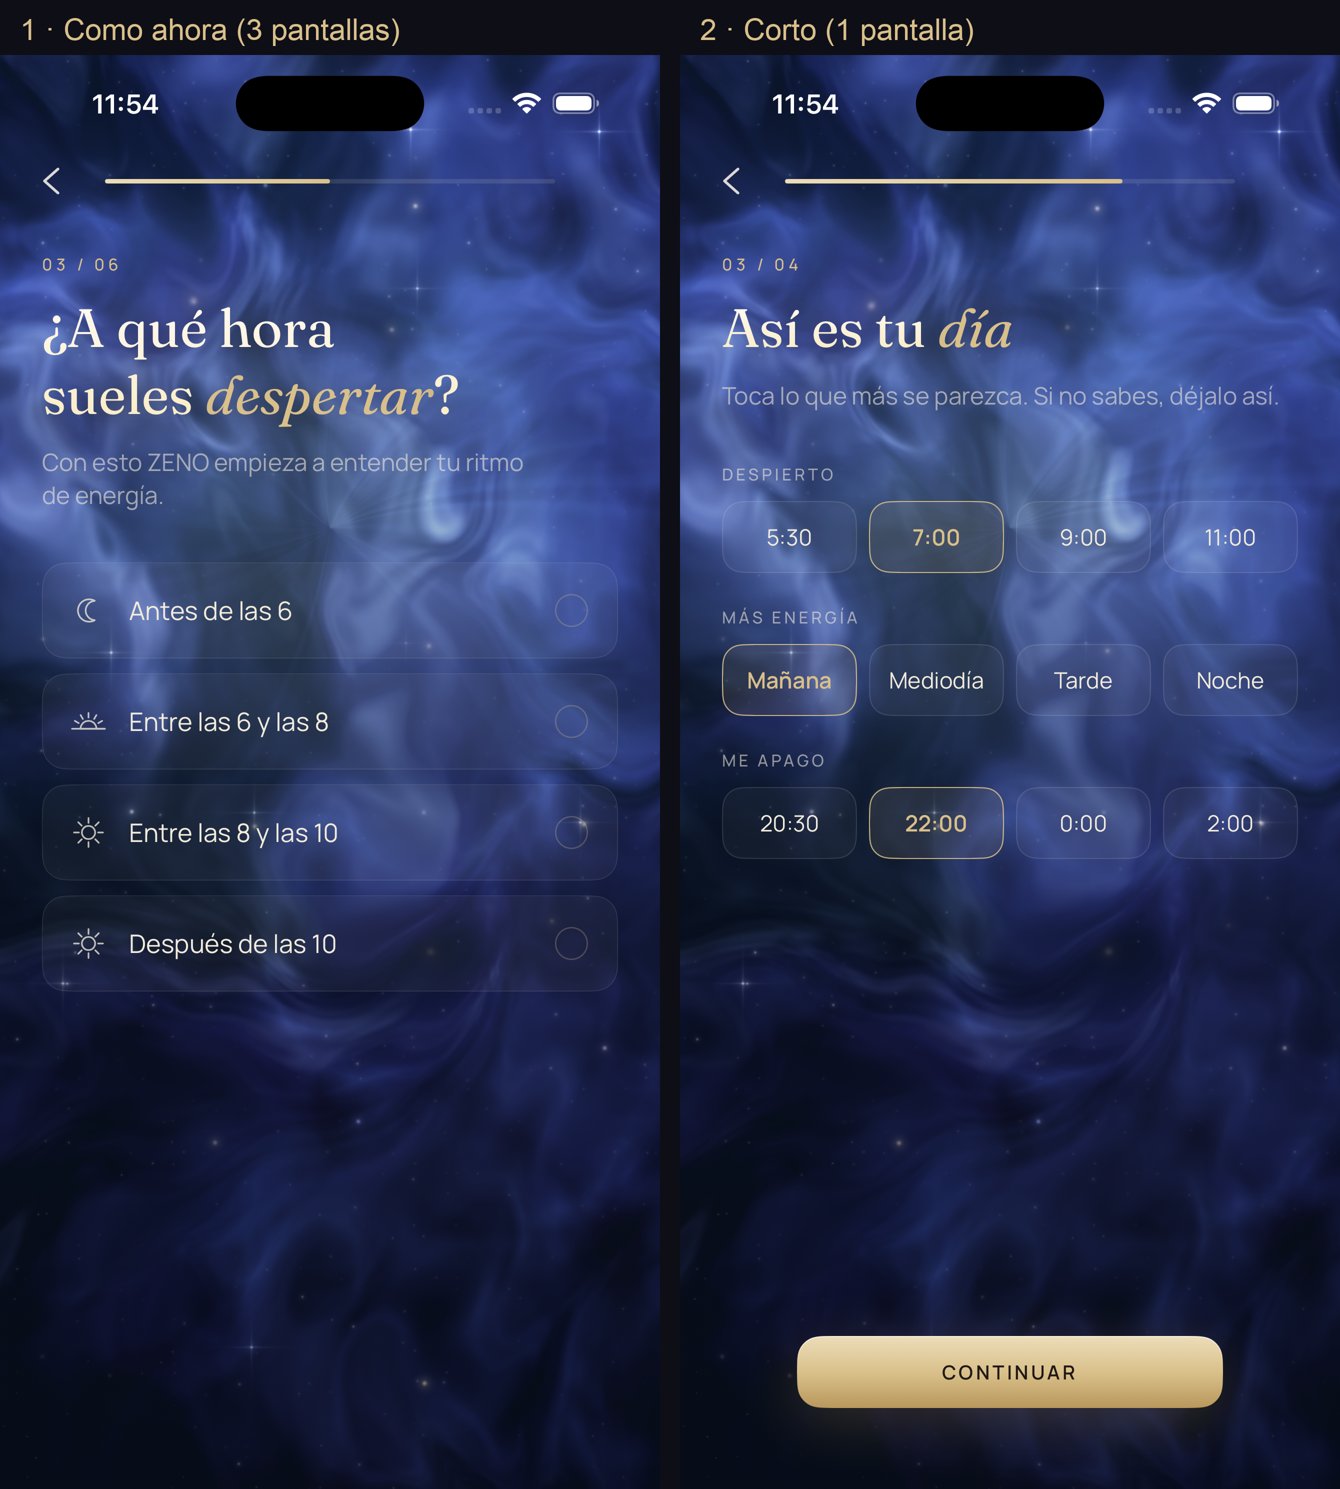 1 · Como ahora (3 pantallas)
11:54
03 / 06
¿A qué hora
sueles despertar?
Con esto ZENO empieza a entender tu ritmo
de energía.
Antes de las 6
Entre las 6 y las 8
Entre las 8 y las 10
Después de las 10
2 · Corto (1 pantalla)
11:54
03 / 04
Así es tu día
Toca lo que más se parezca. Si no sabes, déjalo así.
DESPIERTO
5:30 7:00 9:00 11:00
MÁS ENERGÍA
Mañana Mediodía Tarde Noche
ME APAGO
20:30 22:00 0:00 2:00
CONTINUAR